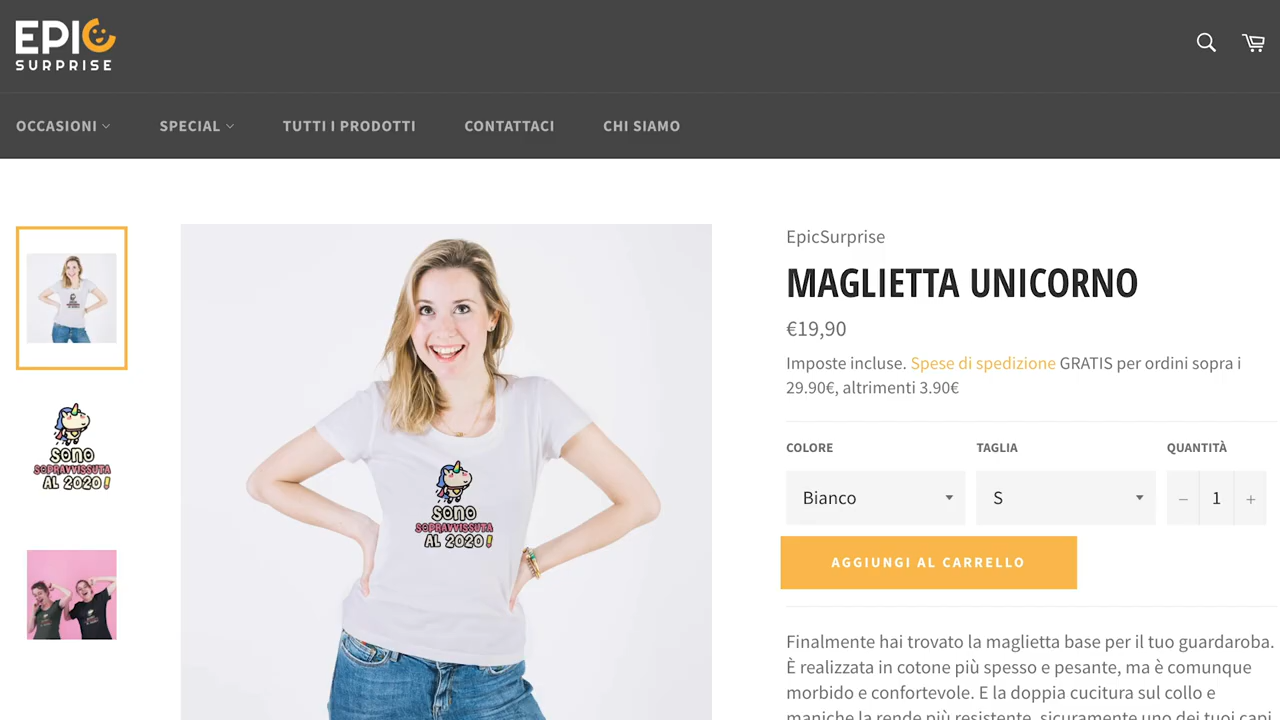 EPIC
SURPRISE
OCCASIONI
SPECIAL
TUTTI I PRODOTTI
CONTATTACI
CHI SIAMO
SONO
SOPRAVVISSUTA
AL 2020!
SONO
SOPRAVVISSUTA
AL 2020!
EpicSurprise
MAGLIETTA UNICORNO
€19,90
Imposte incluse. Spese di spedizione GRATIS per ordini sopra i
29.90€, altrimenti 3.90€
COLORE
TAGLIA
QUANTITÀ
Bianco
S
− 1 +
AGGIUNGI AL CARRELLO
Finalmente hai trovato la maglietta base per il tuo guardaroba.
È realizzata in cotone più spesso e pesante, ma è comunque
morbido e confortevole. E la doppia cucitura sul collo e
maniche la rende più resistente, sicuramente uno dei tuoi capi